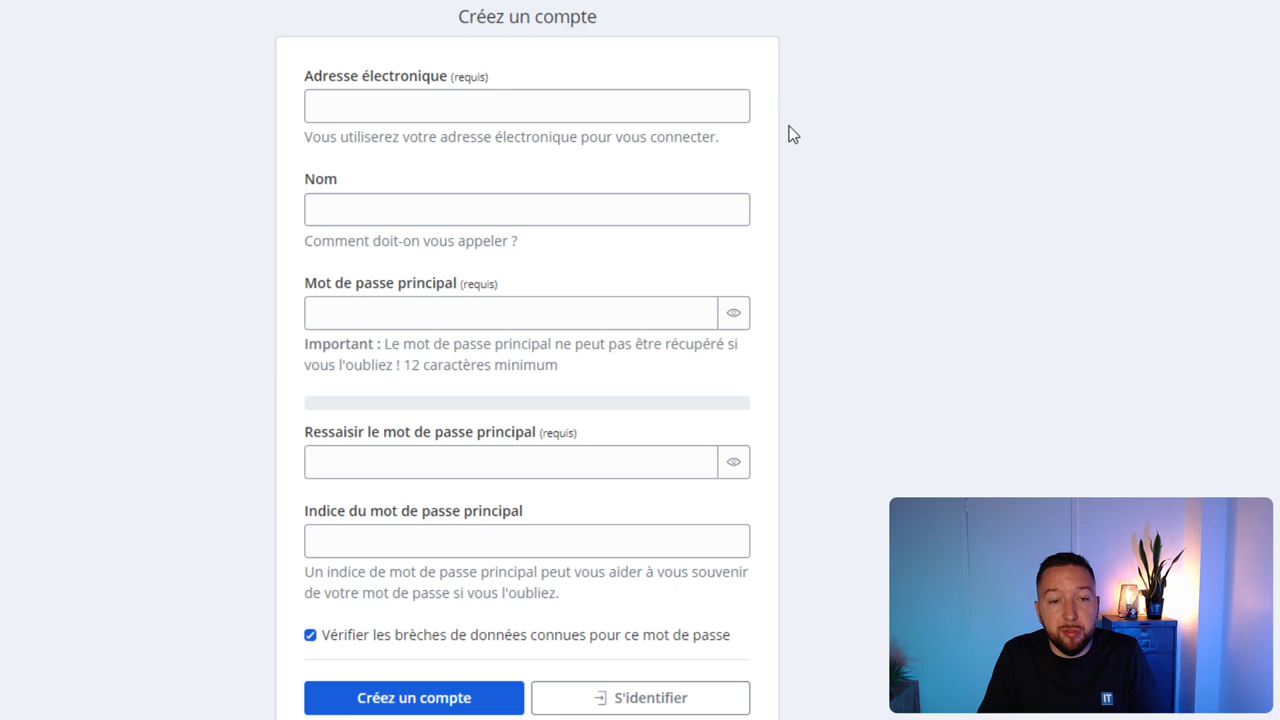 Créez un compte
Adresse électronique (requis)
Vous utiliserez votre adresse électronique pour vous connecter.
Nom
Comment doit-on vous appeler ?
Mot de passe principal (requis)
Important : Le mot de passe principal ne peut pas être récupéré si
vous l'oubliez ! 12 caractères minimum
Ressaisir le mot de passe principal (requis)
Indice du mot de passe principal
Un indice de mot de passe principal peut vous aider à vous souvenir
de votre mot de passe si vous l'oubliez.
Vérifier les brèches de données connues pour ce mot de passe
Créez un compte
S'identifier
IT